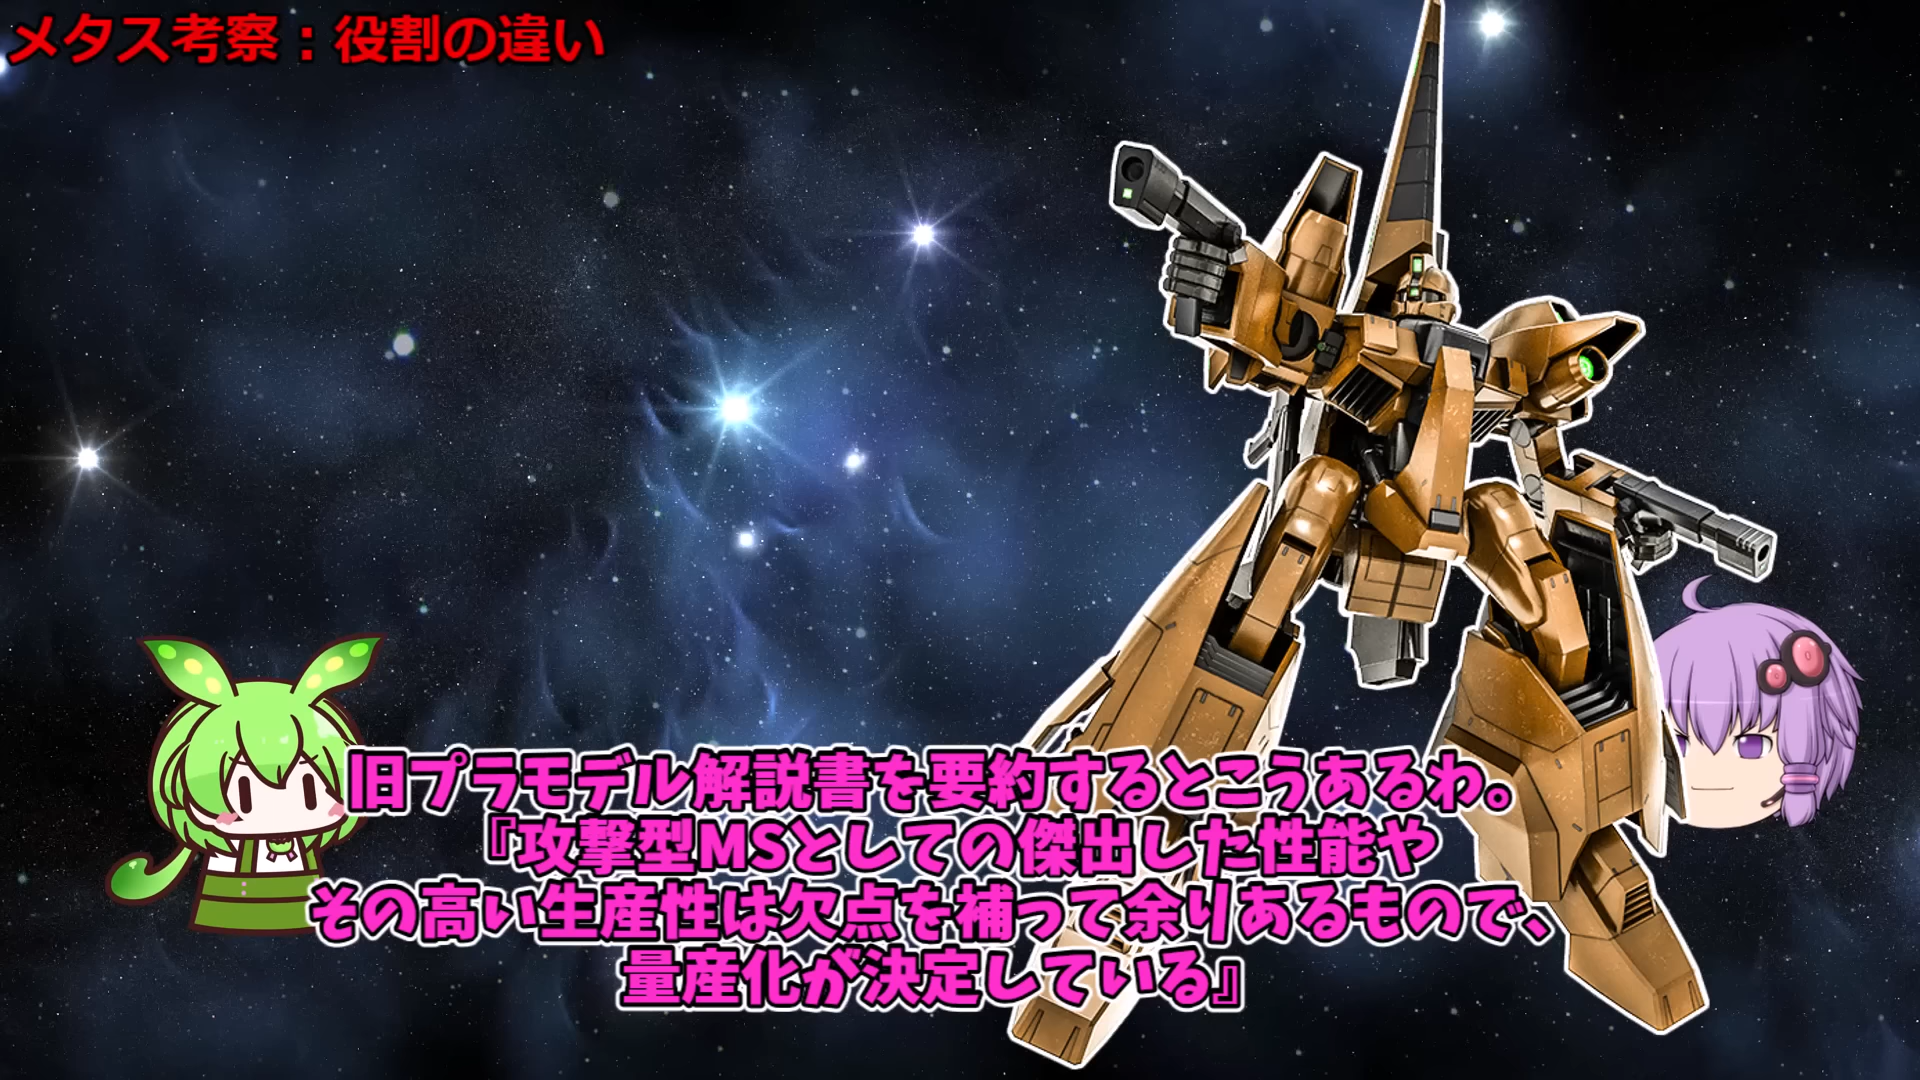 メタス考察：役割の違い
旧プラモデル解説書を要約するとこうあるわ。
『攻撃型MSとしての傑出した性能や
その高い生産性は欠点を補って余りあるもので、
量産化が決定している』